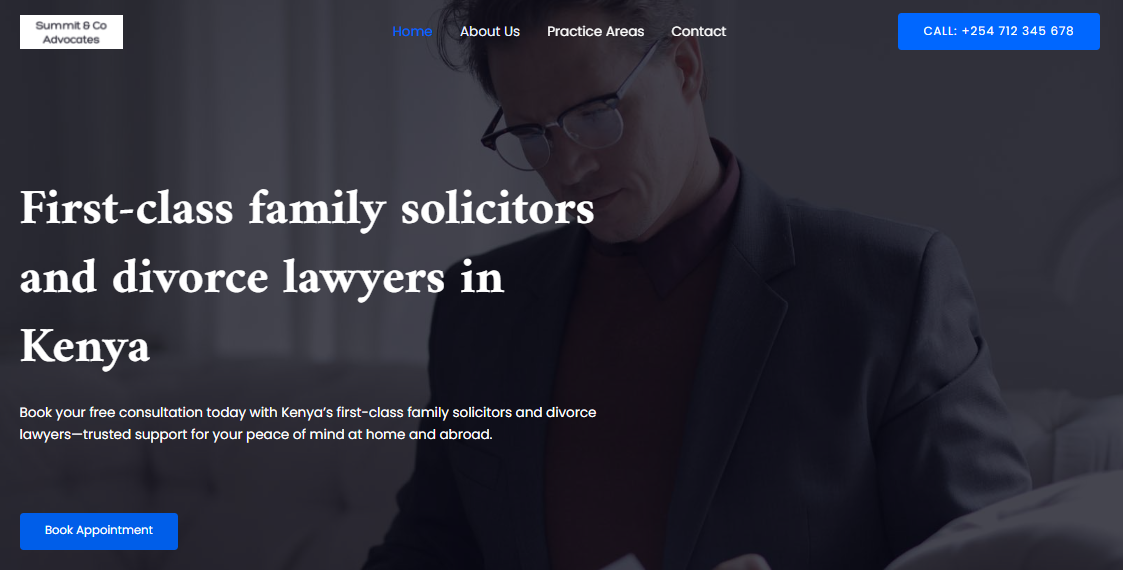 Summit & Co
Advocates
Home
About Us
Practice Areas
Contact
CALL: +254 712 345 678
First-class family solicitors
and divorce lawyers in
Kenya
Book your free consultation today with Kenya’s first-class family solicitors and divorce
lawyers—trusted support for your peace of mind at home and abroad.
Book Appointment